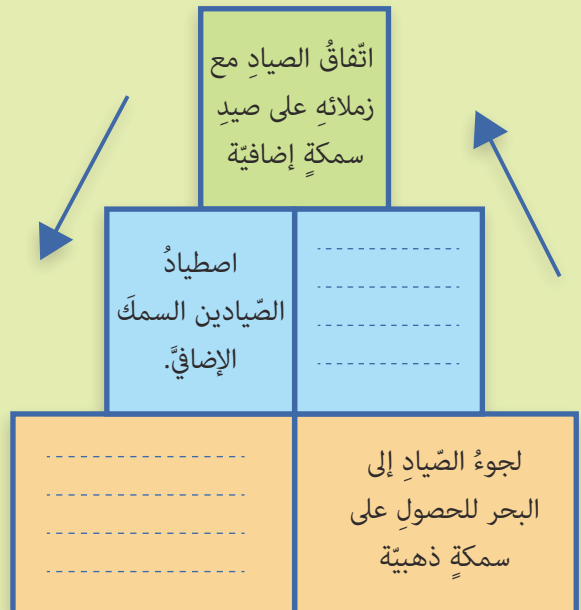 اتّفاقُ الصيادِ مع
زملائهِ على صيدِ
سمكةٍ إضافيّة
اصطيادُ
الصّيادين السمكَ
الإضافيَّ.
لجوءُ الصّيادِ إلى
البحر للحصولِ على
سمكةٍ ذهبيّة